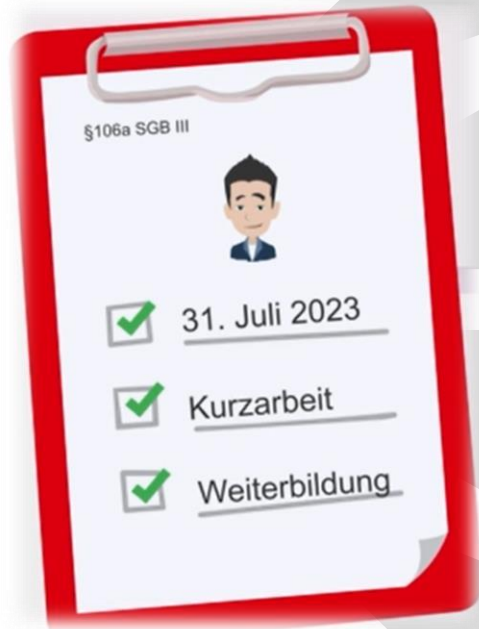 §106a SGB III
31. Juli 2023
Kurzarbeit
Weiterbildung